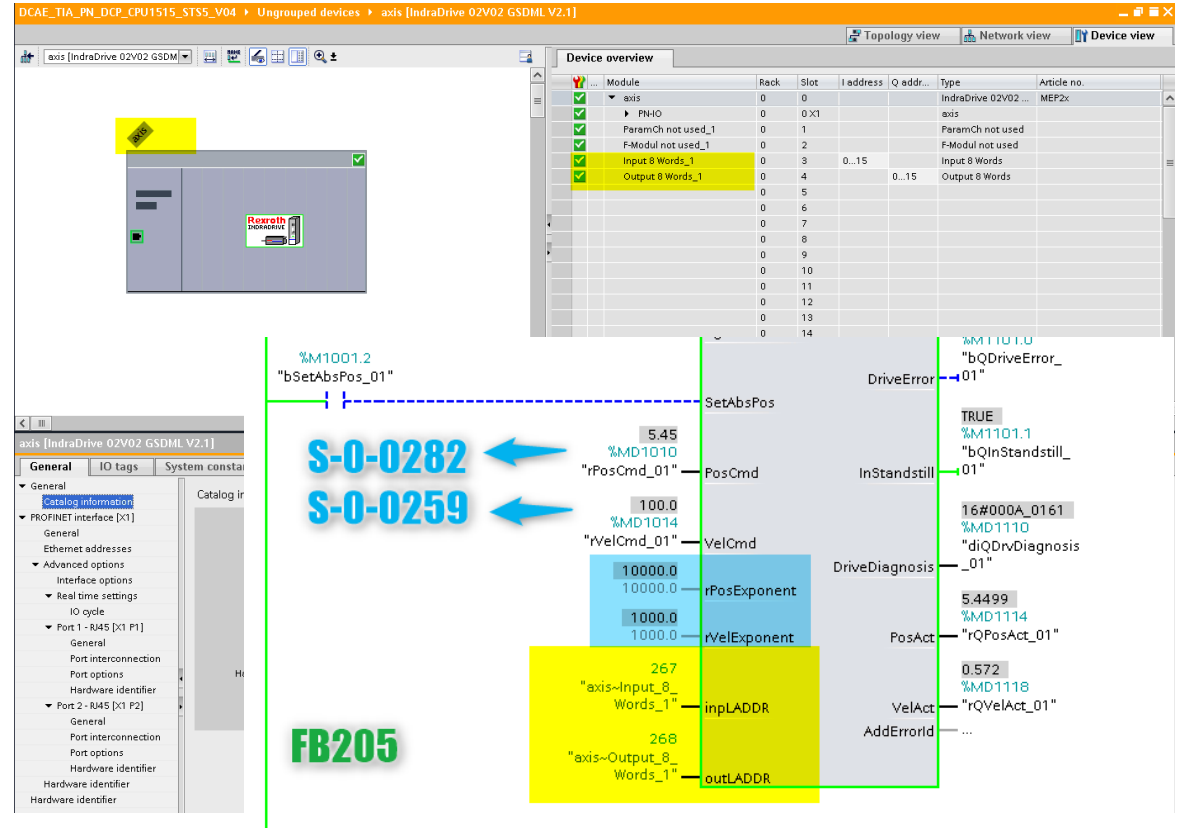 DCAE_TIA_PN_DCP_CPU1515_STS5_V04 ▸ Ungrouped devices ▸ axis [IndraDrive 02V02 GSDML V2.1]
Topology view Network view Device view
axis [IndraDrive 02V02 GSDM
Device overview
... Module Rack Slot I address Q addr... Type Article no.
axis 0 0 IndraDrive 02V02 ... MEP2x
PN-IO 0 0 X1 axis
ParamCh not used_1 0 1 ParamCh not used
F-Modul not used_1 0 2 F-Modul not used
Input 8 Words_1 0 3 0...15 Input 8 Words
Output 8 Words_1 0 4 0...15 Output 8 Words
0 5
0 6
0 7
0 8
0 9
0 10
0 11
0 12
0 13
0 14
axis
Rexroth
INDRADRIVE
axis [IndraDrive 02V02 GSDML V2.1]
General IO tags System constan
General
Catalog information
PROFINET interface [X1]
General
Ethernet addresses
Advanced options
Interface options
Real time settings
IO cycle
Port 1 - RJ45 [X1 P1]
General
Port interconnection
Port options
Hardware identifier
Port 2 - RJ45 [X1 P2]
General
Port interconnection
Port options
Hardware identifier
Hardware identifier
Hardware identifier
Catalog in
%M1001.2
"bSetAbsPos_01"
SetAbsPos
S-0-0282
5.45
%MD1010
"rPosCmd_01"
PosCmd
S-0-0259
100.0
%MD1014
"rVelCmd_01"
VelCmd
10000.0
10000.0
rPosExponent
1000.0
1000.0
rVelExponent
267
"axis~Input_8_
Words_1"
inpLADDR
268
"axis~Output_8_
Words_1"
outLADDR
FB205
%M1101.0
"bQDriveError_
01"
DriveError
TRUE
%M1101.1
"bQInStandstill_
01"
InStandstill
16#000A_0161
%MD1110
"diQDrvDiagnosis
_01"
DriveDiagnosis
5.4499
%MD1114
"rQPosAct_01"
PosAct
0.572
%MD1118
"rQVelAct_01"
VelAct
AddErrorId ...